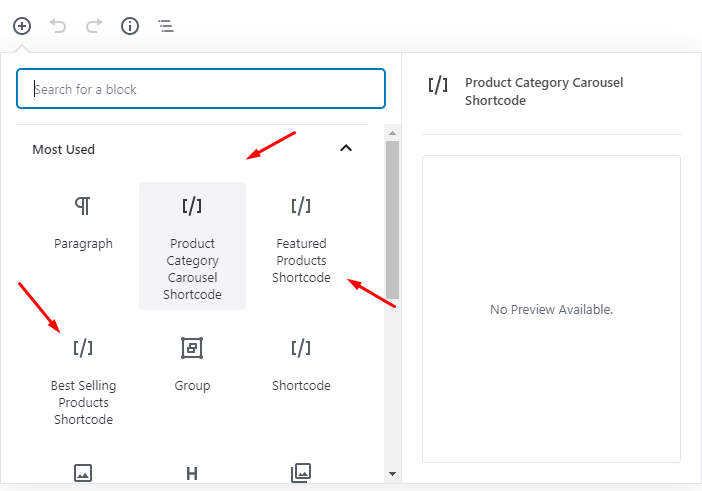 Search for a block
Product Category Carousel
Shortcode
Most Used
Paragraph
Product
Category
Carousel
Shortcode
Featured
Products
Shortcode
No Preview Available.
Best Selling
Products
Shortcode
Group
Shortcode